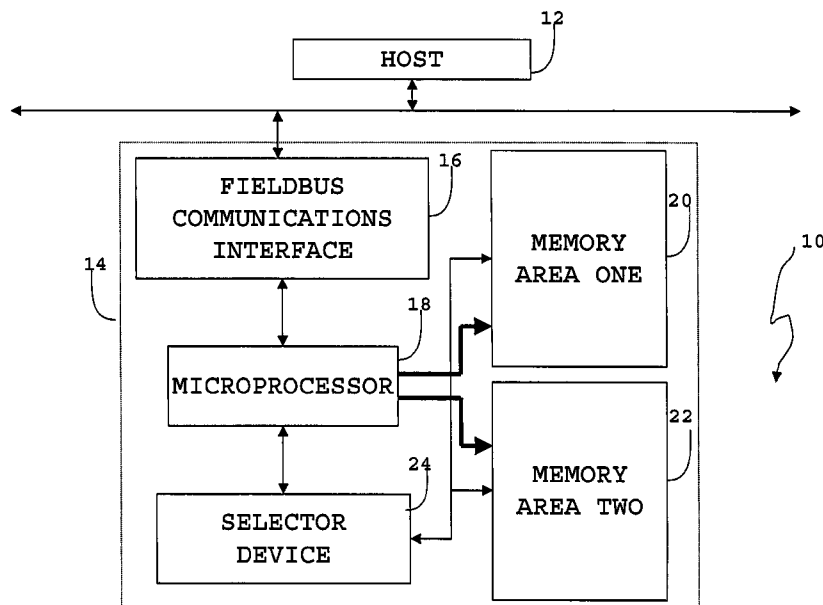 12
HOST
16
FIELDBUS
COMMUNICATIONS
INTERFACE
20
MEMORY
AREA ONE
10
14
18
MICROPROCESSOR
22
MEMORY
AREA TWO
24
SELECTOR
DEVICE